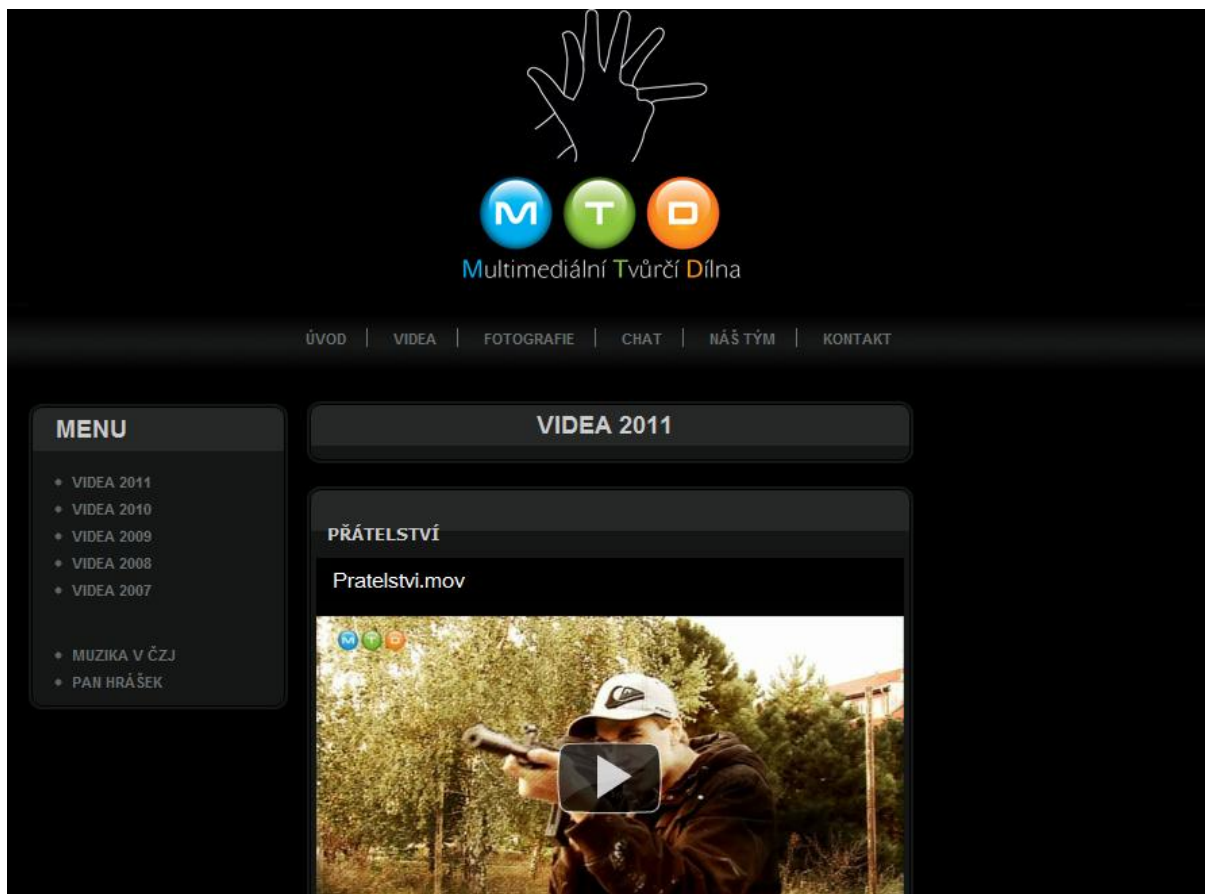 M T D
Multimediální Tvůrčí Dílna
ÚVOD | VIDEA | FOTOGRAFIE | CHAT | NÁŠ TÝM | KONTAKT
MENU
VIDEA 2011
VIDEA 2010
VIDEA 2009
VIDEA 2008
VIDEA 2007
MUZIKA V ČZJ
PAN HRÁŠEK
VIDEA 2011
PŘÁTELSTVÍ
Pratelstvi.mov
M T D